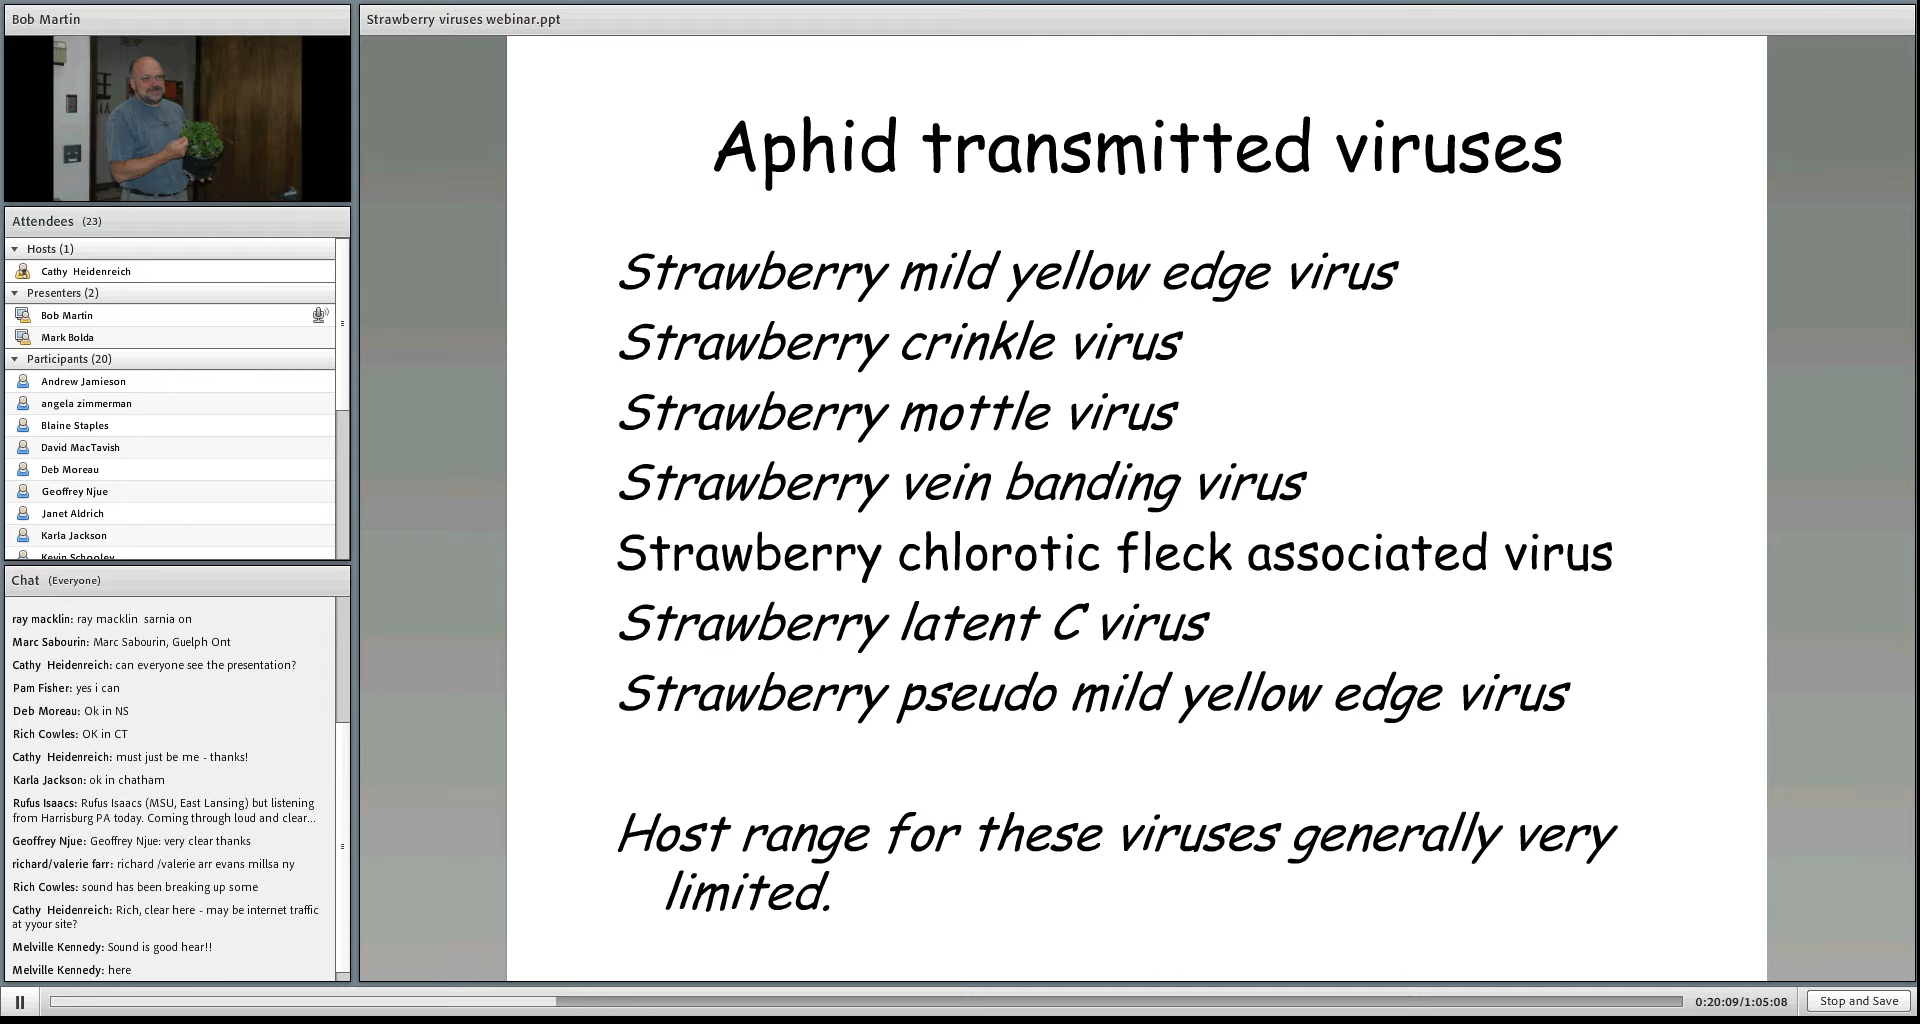 Bob Martin
Attendees (23)
Hosts (1)
Cathy Heidenreich
Presenters (2)
Bob Martin
Mark Bolda
Participants (20)
Andrew Jamieson
angela zimmerman
Blaine Staples
David MacTavish
Deb Moreau
Geoffrey Njue
Janet Aldrich
Karla Jackson
Kevin Schooley
Chat (Everyone)
ray macklin: ray macklin sarnia on
Marc Sabourin: Marc Sabourin, Guelph Ont
Cathy Heidenreich: can everyone see the presentation?
Pam Fisher: yes i can
Deb Moreau: Ok in NS
Rich Cowles: OK in CT
Cathy Heidenreich: must just be me - thanks!
Karla Jackson: ok in chatham
Rufus Isaacs: Rufus Isaacs (MSU, East Lansing) but listening
from Harrisburg PA today. Coming through loud and clear...
Geoffrey Njue: Geoffrey Njue: very clear thanks
richard/valerie farr: richard /valerie arr evans millsa ny
Rich Cowles: sound has been breaking up some
Cathy Heidenreich: Rich, clear here - may be internet traffic
at yyour site?
Melville Kennedy: Sound is good hear!!
Melville Kennedy: here
Strawberry viruses webinar.ppt
Aphid transmitted viruses
Strawberry mild yellow edge virus
Strawberry crinkle virus
Strawberry mottle virus
Strawberry vein banding virus
Strawberry chlorotic fleck associated virus
Strawberry latent C virus
Strawberry pseudo mild yellow edge virus
Host range for these viruses generally very
limited.
0:20:09/1:05:08
Stop and Save